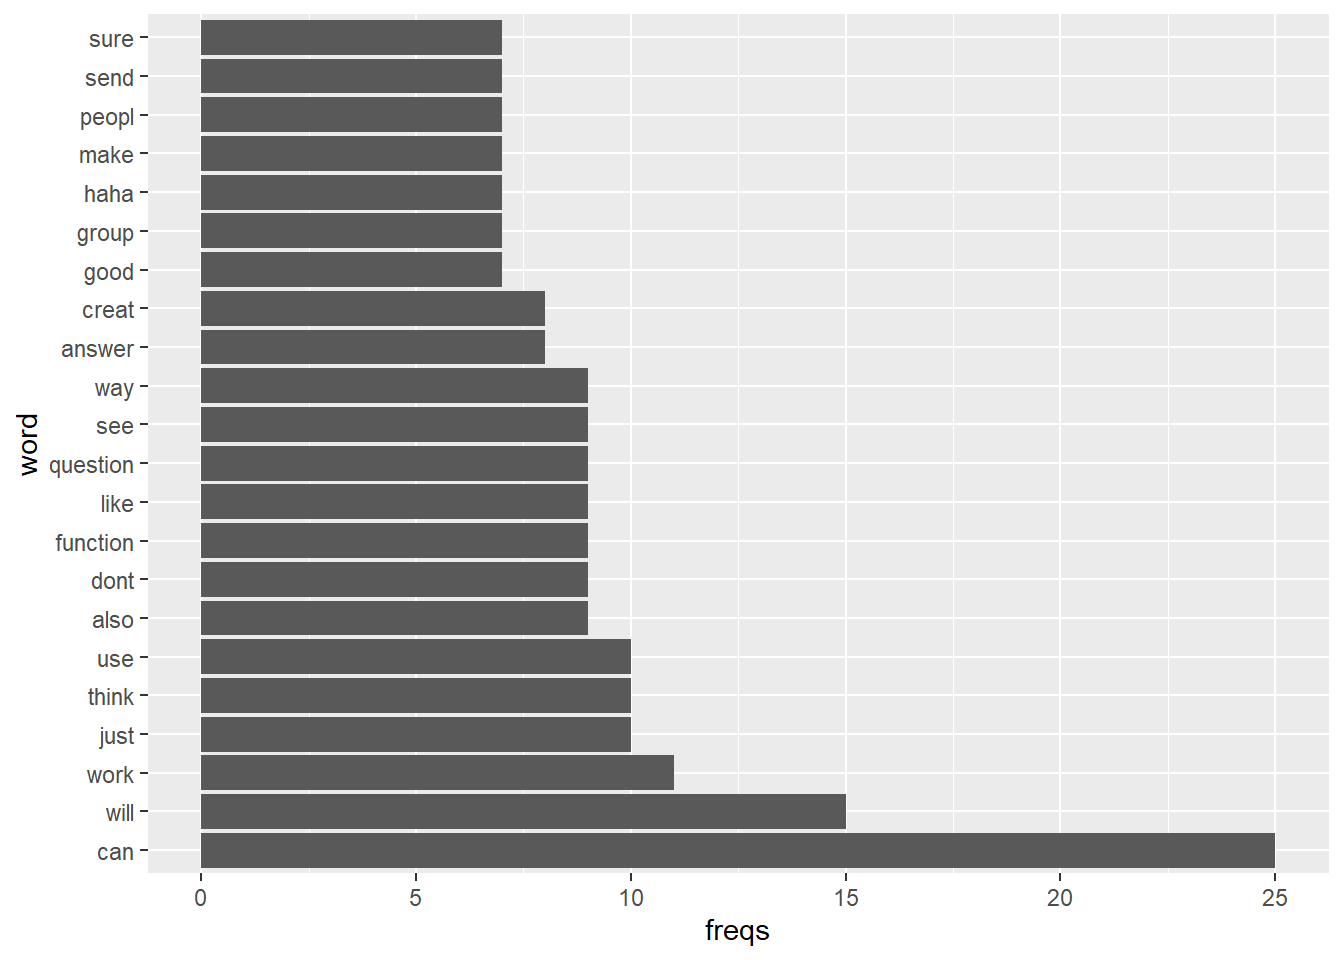 sure
send
peopl
make
haha
group
good
creat
answer
way
see
question
like
function
dont
also
use
think
just
work
will
can
word
0 5 10 15 20 25
freqs